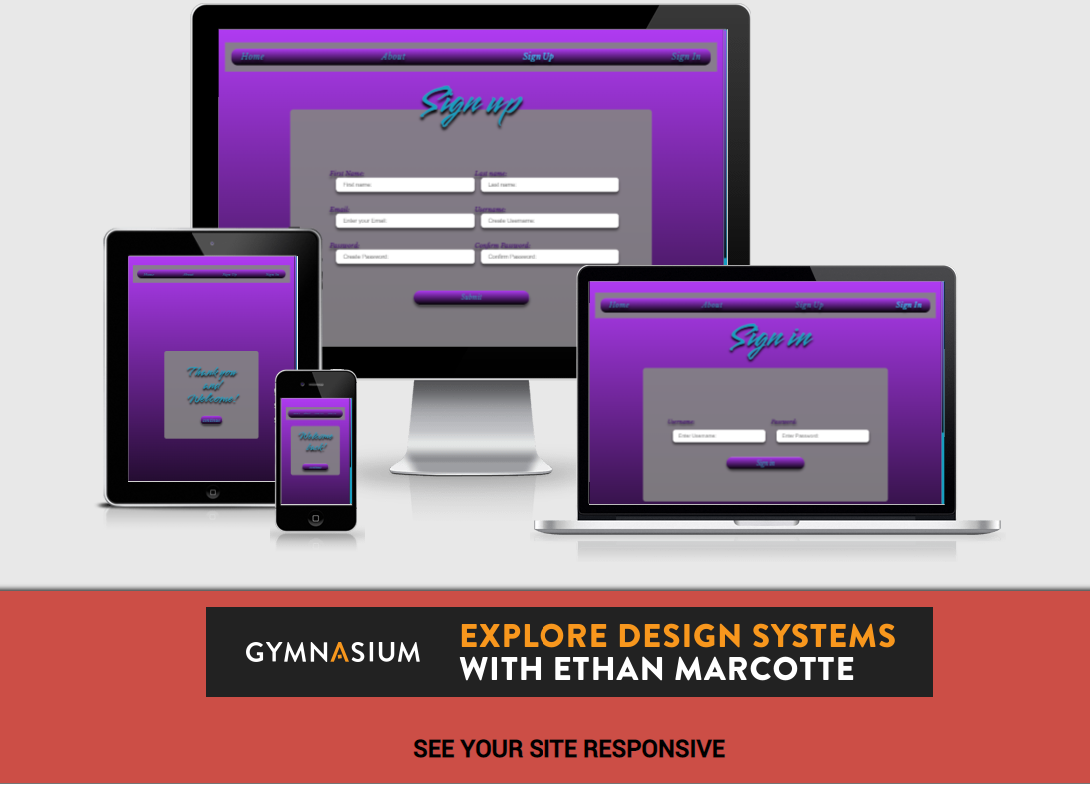 Home About Sign Up Sign In
Sign up
First Name: Last name:
First name: Last name:
Email: Username:
Enter your Email: Create Username:
Password: Confirm Password:
Create Password: Confirm Password:
Submit
Thank you
and
Welcome!
Welcome
back!
Home About Sign Up Sign In
Sign in
Username: Password:
Enter Username: Enter Password:
Sign in
GYMNASIUM
EXPLORE DESIGN SYSTEMS
WITH ETHAN MARCOTTE
SEE YOUR SITE RESPONSIVE